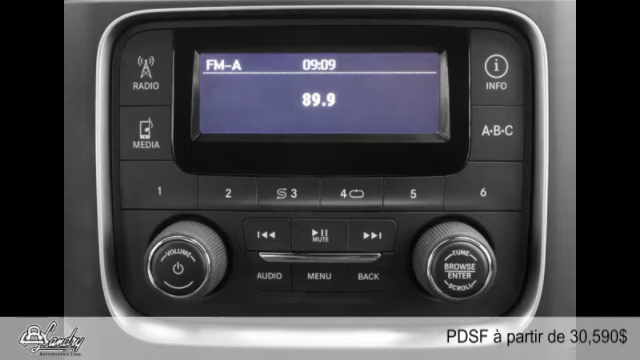 FM-A 09:09
89.9
RADIO
INFO
MEDIA
A•B•C
1 2 3 4 5 6
MUTE
VOLUME
AUDIO MENU BACK
TUNE
BROWSE
ENTER
SCROLL
Landry
PDSF à partir de 30,590$